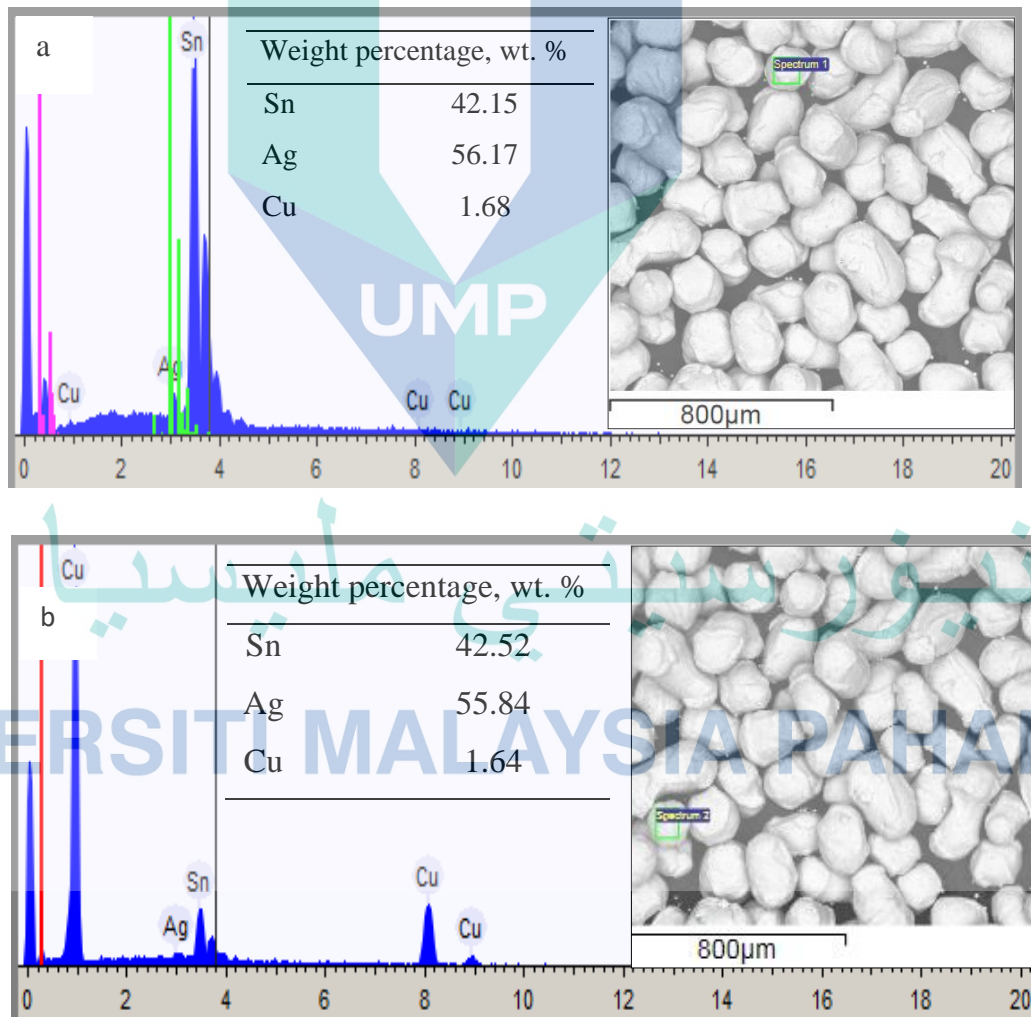 a
Sn
Weight percentage, wt. %
Sn 42.15
Ag 56.17
Cu 1.68
Spectrum 1
UMP
Cu
Ag
Cu Cu
800µm
0 2 4 6 8 10 12 14 16 18 20
b
Cu
Weight percentage, wt. %
Sn 42.52
Ag 55.84
Cu 1.64
ERSITI MALAYSIA PAHAN
Spectrum 2
Sn
Ag
Cu
Cu
800µm
0 2 4 6 8 10 12 14 16 18 20